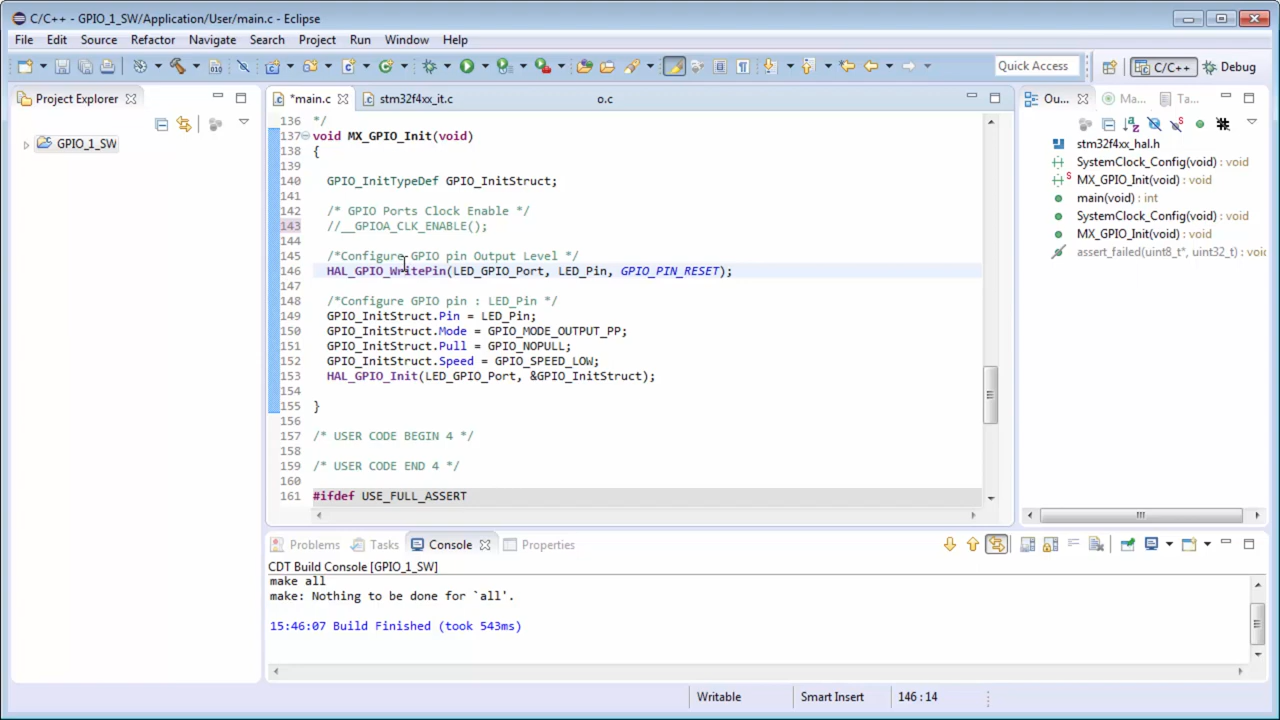 C/C++ - GPIO_1_SW/Application/User/main.c - Eclipse
File Edit Source Refactor Navigate Search Project Run Window Help
Quick Access C/C++ Debug
Project Explorer
GPIO_1_SW
*main.c stm32f4xx_it.c o.c
136 */
137 void MX_GPIO_Init(void)
138 {
139
140 GPIO_InitTypeDef GPIO_InitStruct;
141
142 /* GPIO Ports Clock Enable */
143 //__GPIOA_CLK_ENABLE();
144
145 /*Configure GPIO pin Output Level */
146 HAL_GPIO_WritePin(LED_GPIO_Port, LED_Pin, GPIO_PIN_RESET);
147
148 /*Configure GPIO pin : LED_Pin */
149 GPIO_InitStruct.Pin = LED_Pin;
150 GPIO_InitStruct.Mode = GPIO_MODE_OUTPUT_PP;
151 GPIO_InitStruct.Pull = GPIO_NOPULL;
152 GPIO_InitStruct.Speed = GPIO_SPEED_LOW;
153 HAL_GPIO_Init(LED_GPIO_Port, &GPIO_InitStruct);
154
155 }
156
157 /* USER CODE BEGIN 4 */
158
159 /* USER CODE END 4 */
160
161 #ifdef USE_FULL_ASSERT
Ou... Ma... Ta...
stm32f4xx_hal.h
SystemClock_Config(void) : void
MX_GPIO_Init(void) : void
main(void) : int
SystemClock_Config(void) : void
MX_GPIO_Init(void) : void
assert_failed(uint8_t*, uint32_t) : voic
Problems Tasks Console Properties
CDT Build Console [GPIO_1_SW]
make all
make: Nothing to be done for `all'.
15:46:07 Build Finished (took 543ms)
Writable Smart Insert 146 : 14